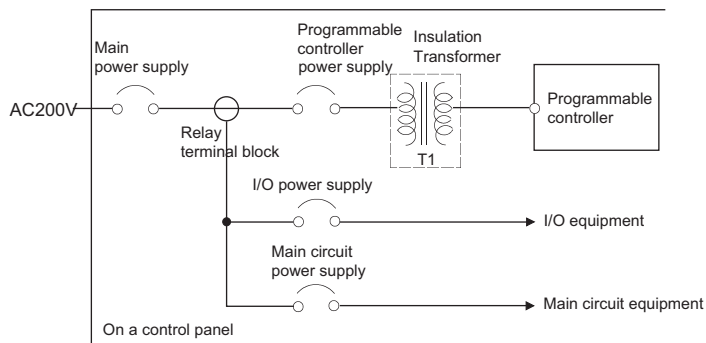 Main
power supply
Programmable
controller
power supply
Insulation
Transformer
AC200V
Relay
terminal block
T1
Programmable
controller
I/O power supply
I/O equipment
Main circuit
power supply
Main circuit equipment
On a control panel